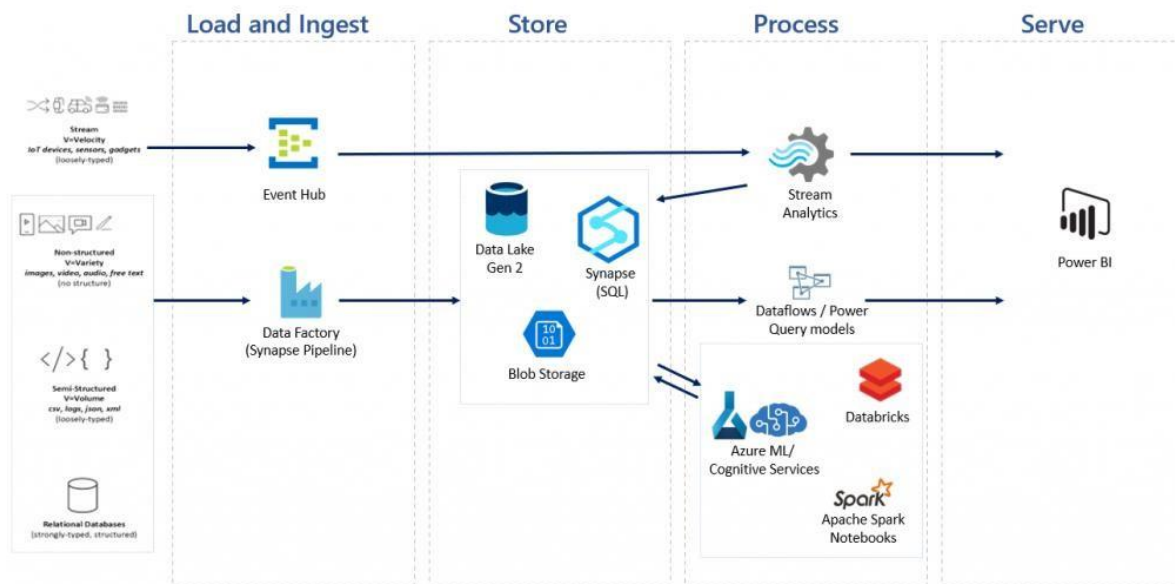 Load and Ingest
Store
Process
Serve
Stream
V=Velocity
IoT devices, sensors, gadgets
(loosely-typed)
Event Hub
Stream
Analytics
Non-structured
V=Variety
images, video, audio, free text
(no structure)
Data Lake
Gen 2
Synapse
(SQL)
Power BI
Data Factory
(Synapse Pipeline)
10
01
Blob Storage
Dataflows / Power
Query models
</>{ }
Semi-Structured
V=Volume
csv, logs, json, xml
(loosely-typed)
Azure ML/
Cognitive Services
Databricks
Spark
Apache Spark
Notebooks
Relational Databases
(strongly-typed, structured)